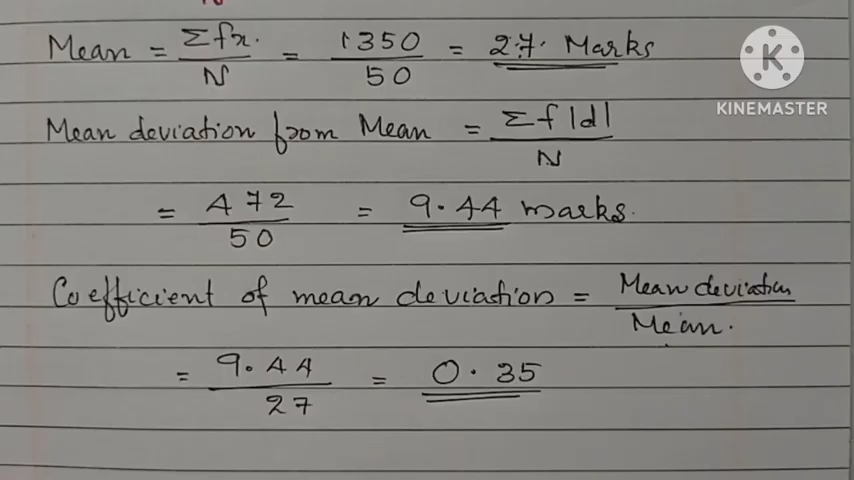 Mean = Σfx. / N = 1350 / 50 = 27. Marks
KINEMASTER
Mean deviation from Mean = Σf|d| / N
= 472 / 50 = 9.44 marks.
Coefficient of mean deviation = Mean deviation / Mean.
= 9.44 / 27 = 0.35